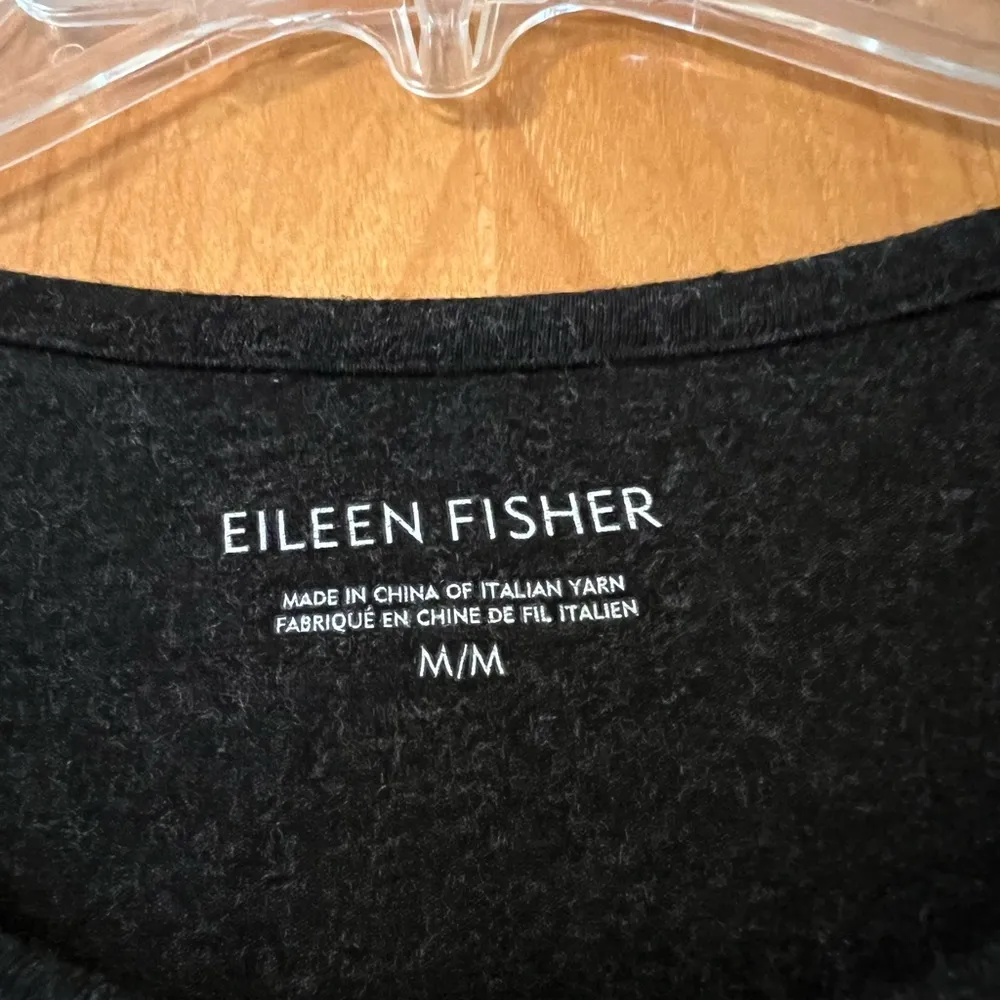 EILEEN FISHER
MADE IN CHINA OF ITALIAN YARN
FABRIQUÉ EN CHINE DE FIL ITALIEN
M/M